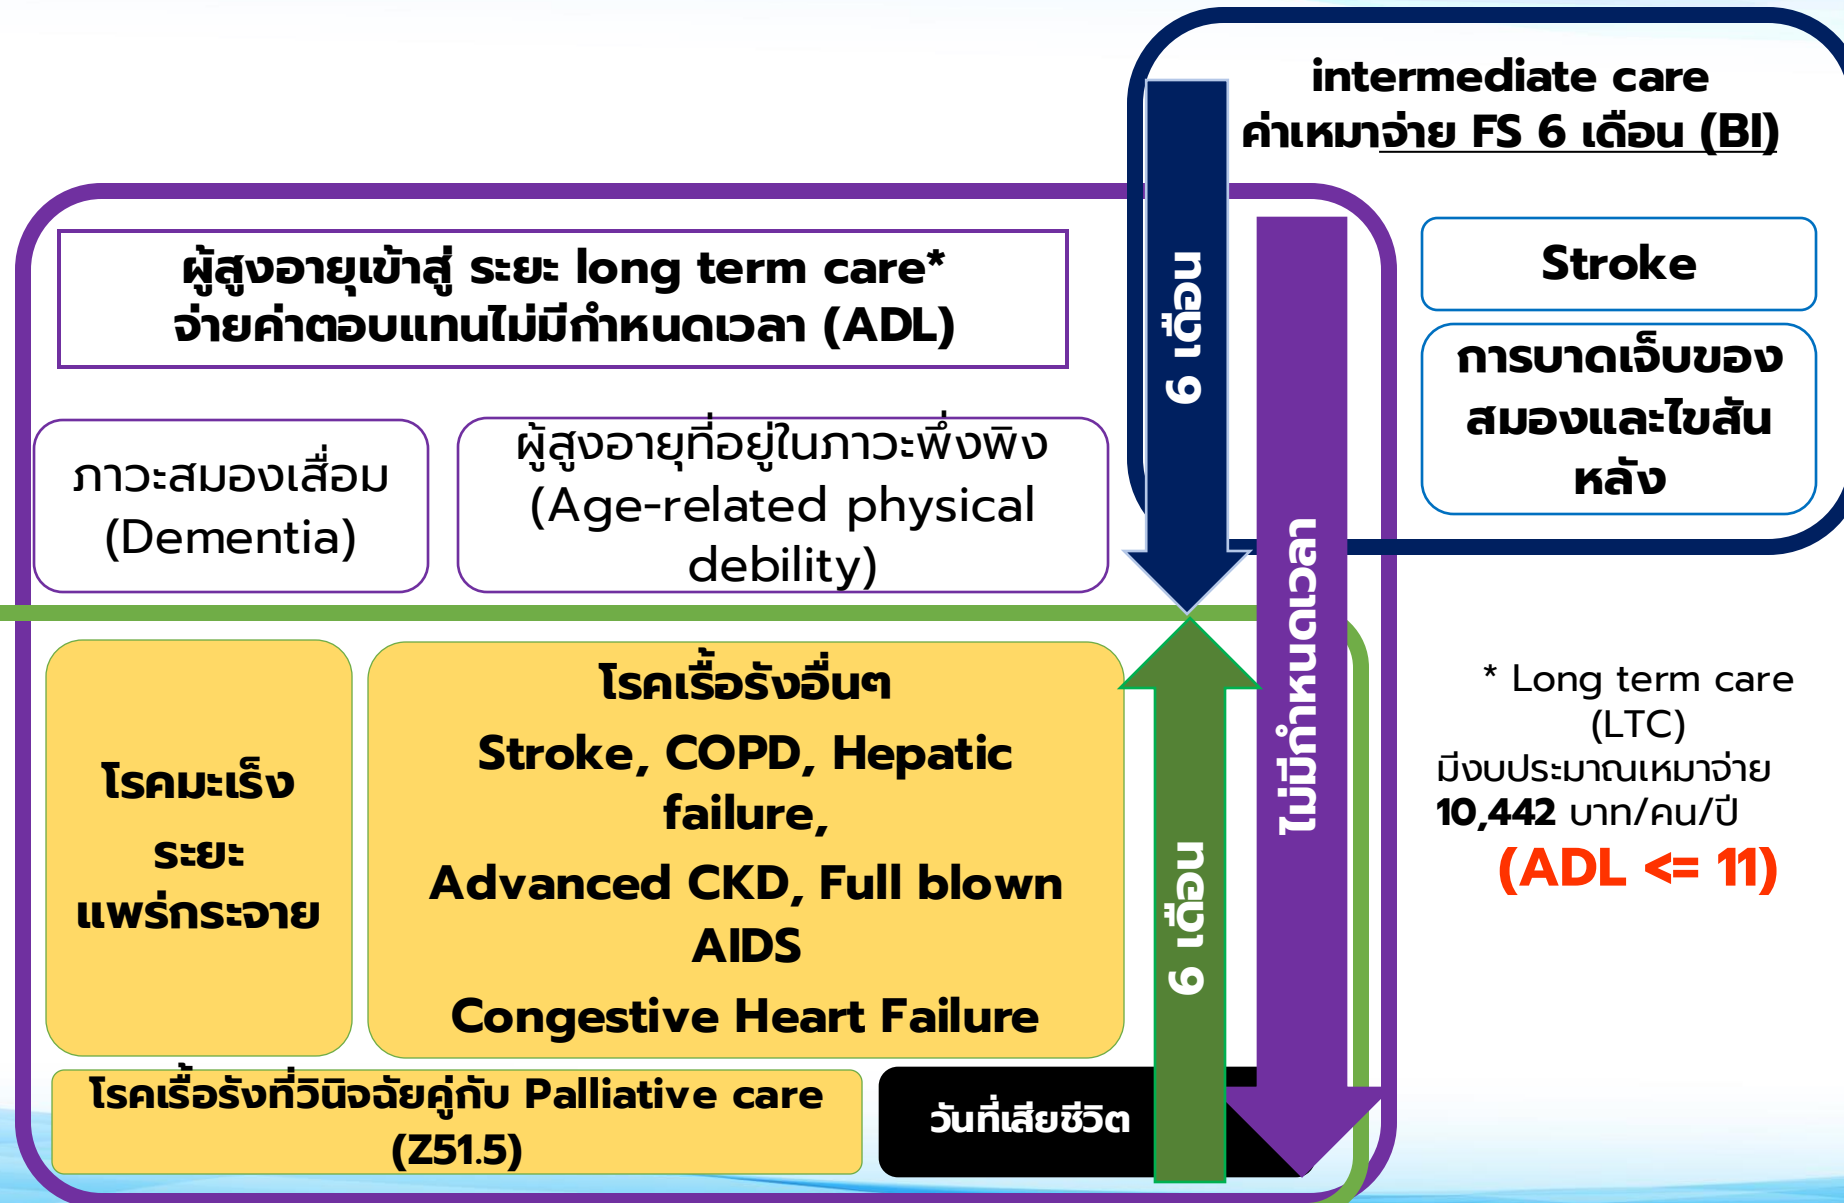 intermediate care
ค่าเหมาจ่าย FS 6 เดือน (BI)
ผู้สูงอายุเข้าสู่ ระยะ long term care*
จ่ายค่าตอบแทนไม่มีกำหนดเวลา (ADL)
6 เดือน
Stroke
การบาดเจ็บของ
สมองและไขสัน
หลัง
ภาวะสมองเสื่อม
(Dementia)
ผู้สูงอายุที่อยู่ในภาวะพึ่งพิง
(Age-related physical
debility)
ไม่มีกำหนดเวลา
โรคมะเร็ง
ระยะ
แพร่กระจาย
โรคเรื้อรังอื่นๆ
Stroke, COPD, Hepatic
failure,
Advanced CKD, Full blown
AIDS
Congestive Heart Failure
6 เดือน
* Long term care
(LTC)
มีงบประมาณเหมาจ่าย
10,442 บาท/คน/ปี
(ADL <= 11)
โรคเรื้อรังที่วินิจฉัยคู่กับ Palliative care
(Z51.5)
วันที่เสียชีวิต